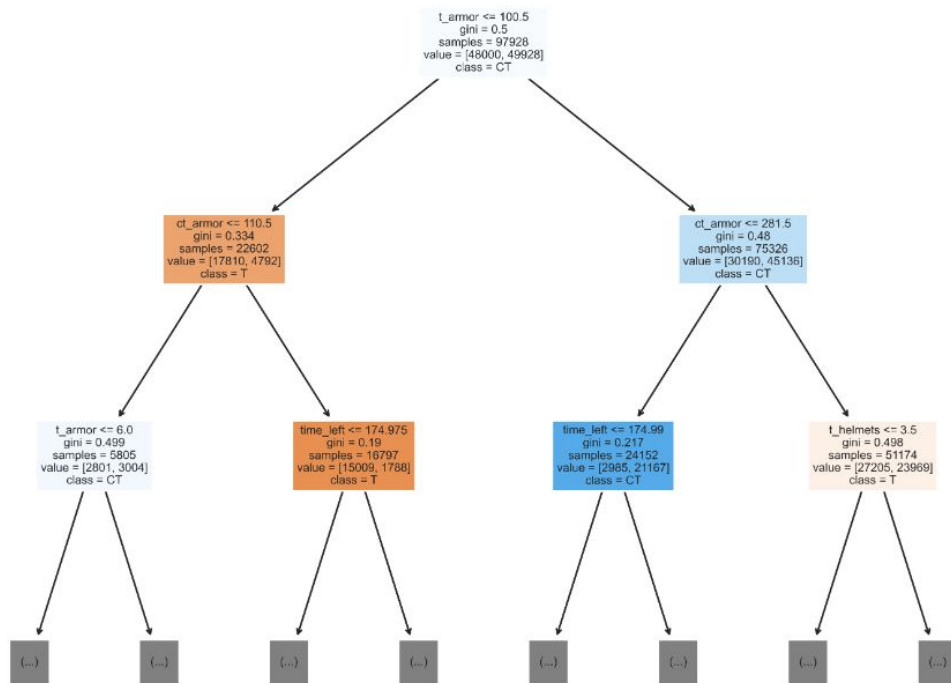 t_armor <= 100.5
gini = 0.5
samples = 97928
value = [48000, 49928]
class = CT
ct_armor <= 110.5
gini = 0.334
samples = 22602
value = [17810, 4792]
class = T
ct_armor <= 281.5
gini = 0.48
samples = 75326
value = [30190, 45136]
class = CT
t_armor <= 6.0
gini = 0.499
samples = 5805
value = [2801, 3004]
class = CT
time_left <= 174.975
gini = 0.19
samples = 16797
value = [15009, 1788]
class = T
time_left <= 174.99
gini = 0.217
samples = 24152
value = [2985, 21167]
class = CT
t_helmets <= 3.5
gini = 0.498
samples = 51174
value = [27205, 23969]
class = T
(...)
(...)
(...)
(...)
(...)
(...)
(...)
(...)